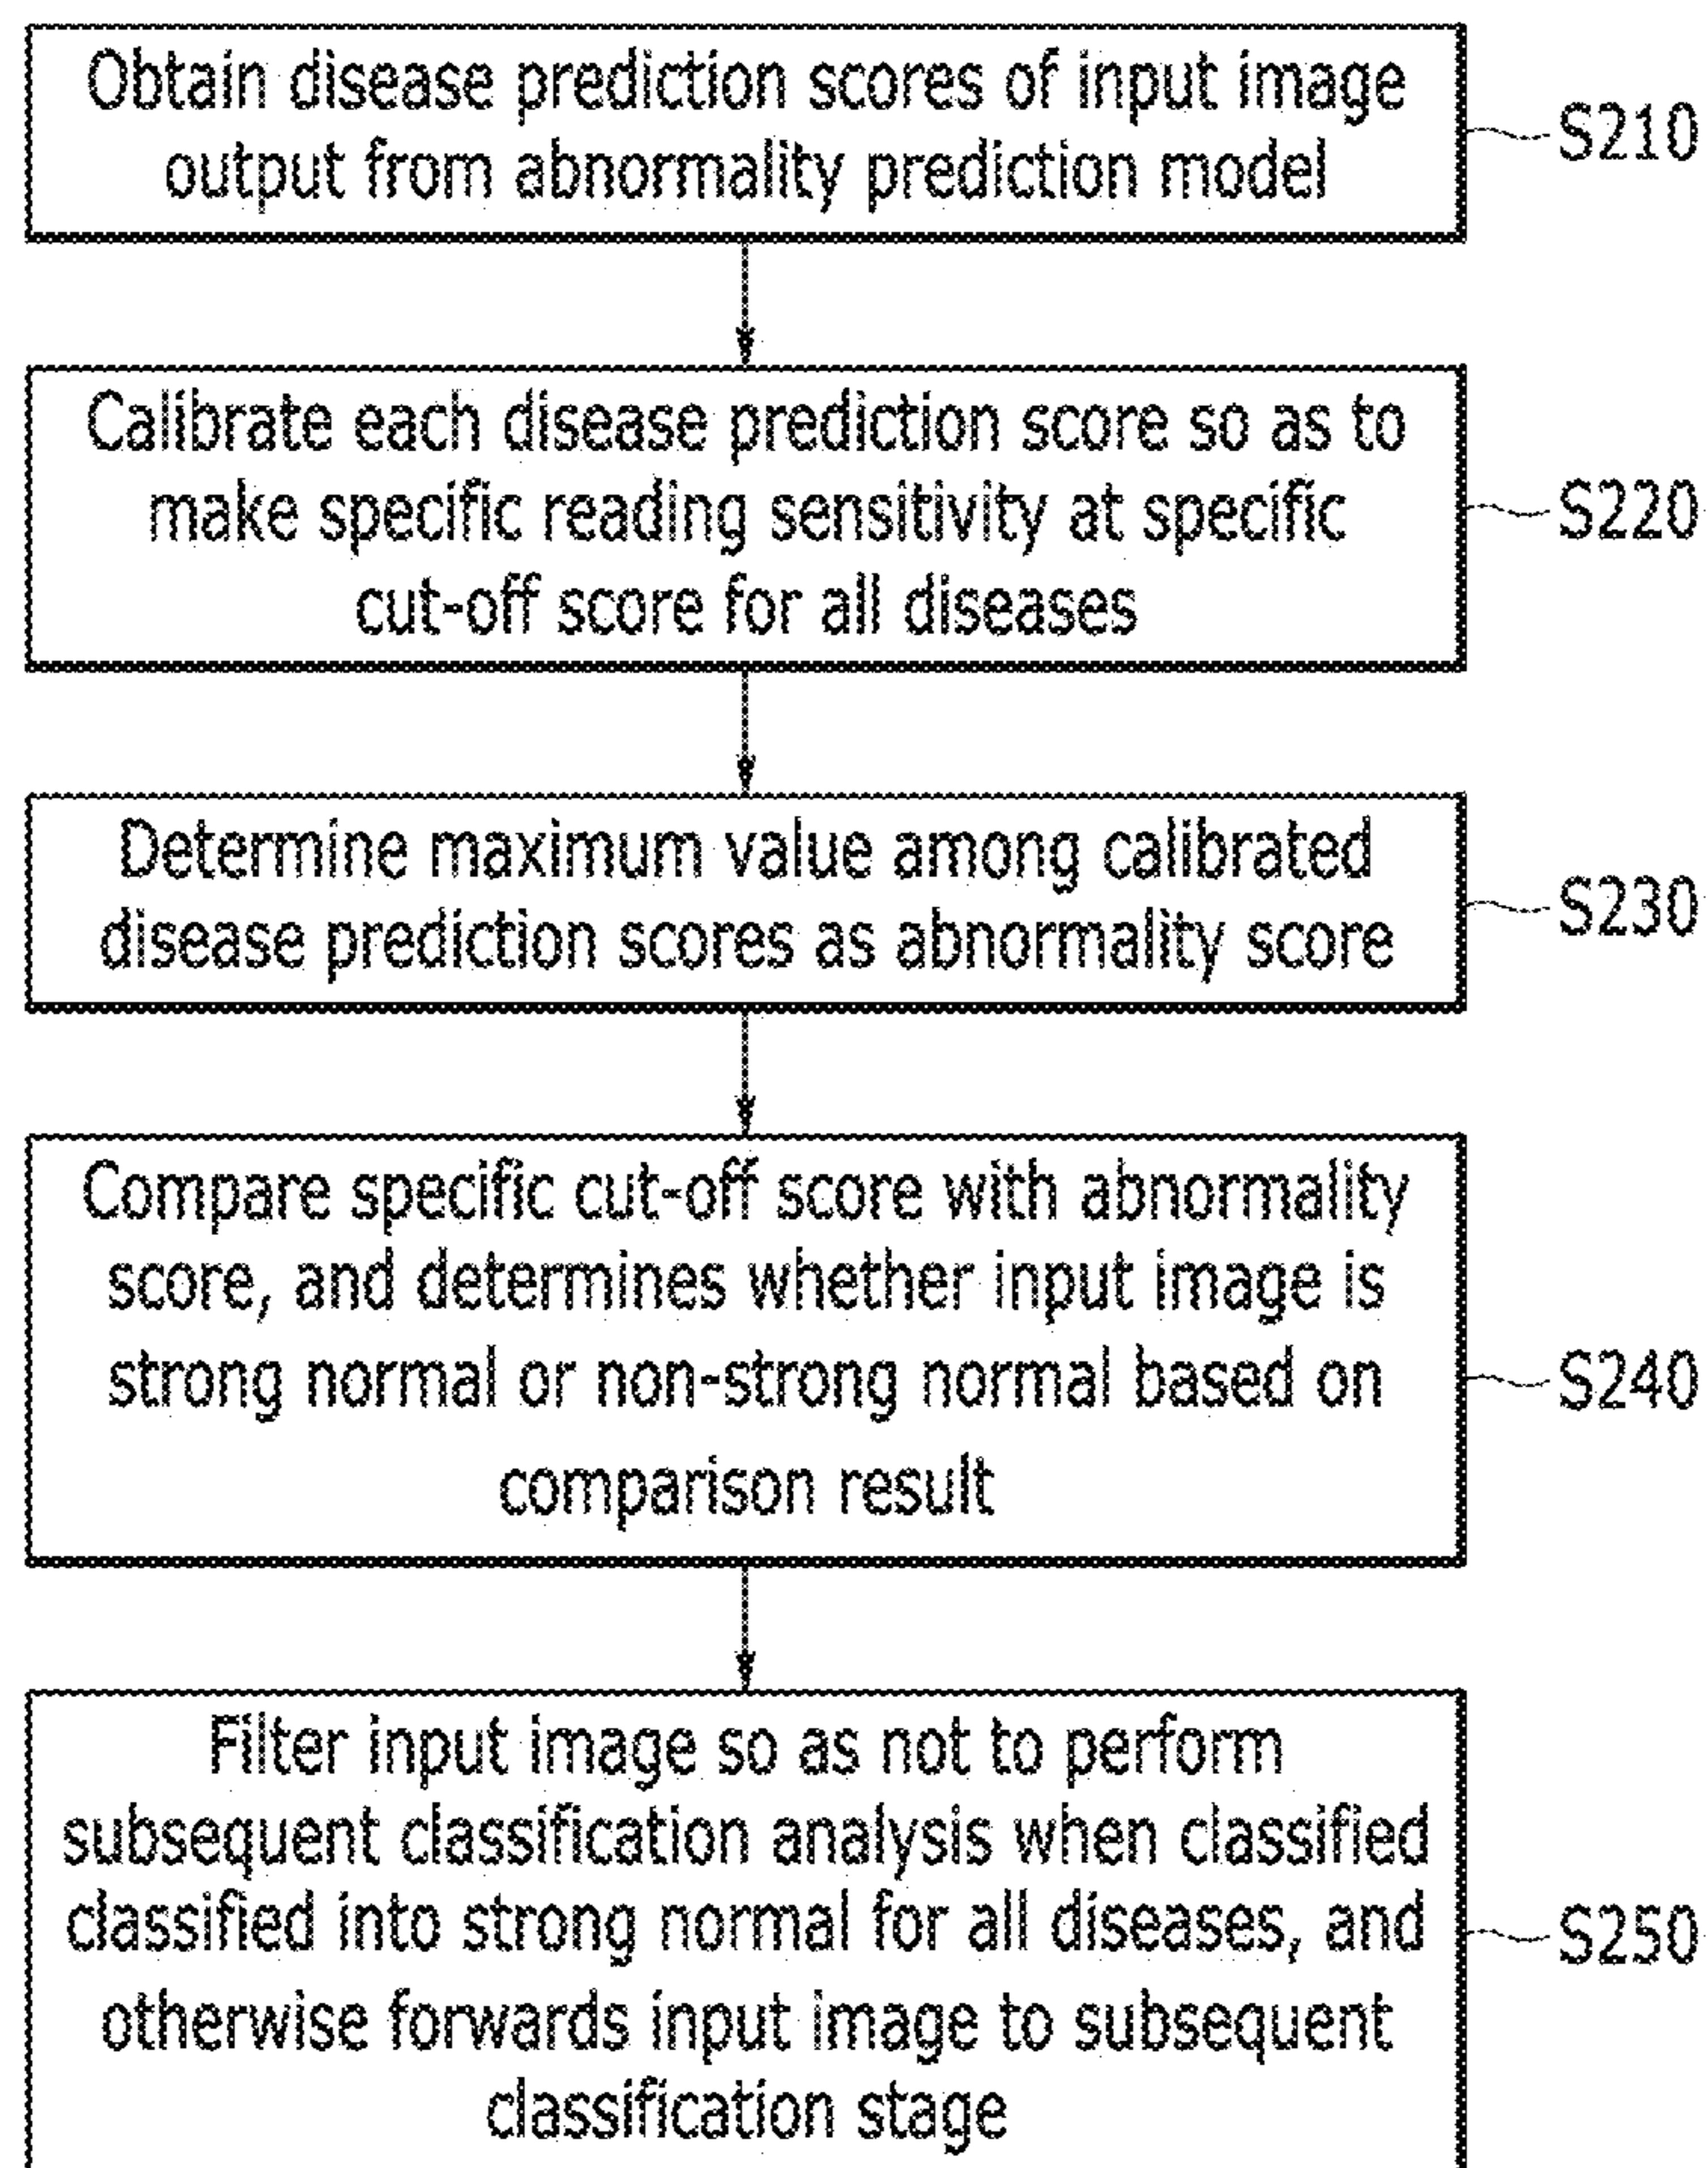 Obtain disease prediction scores of input image
output from abnormality prediction model
S210
Calibrate each disease prediction score so as to
make specific reading sensitivity at specific
cut-off score for all diseases
S220
Determine maximum value among calibrated
disease prediction scores as abnormality score
S230
Compare specific cut-off score with abnormality
score, and determines whether input image is
strong normal or non-strong normal based on
comparison result
S240
Filter input image so as not to perform
subsequent classification analysis when classified
classified into strong normal for all diseases, and
otherwise forwards input image to subsequent
classification stage
S250